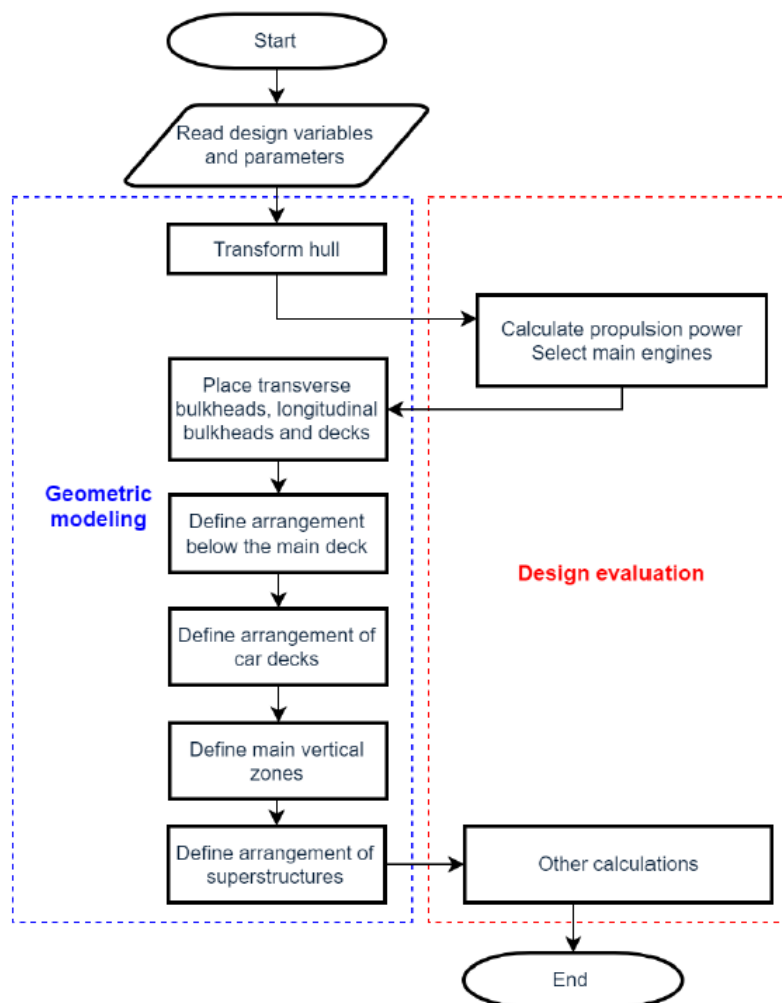 Start
Read design variables
and parameters
Transform hull
Calculate propulsion power
Select main engines
Place transverse
bulkheads, longitudinal
bulkheads and decks
Geometric
modeling
Define arrangement
below the main deck
Design evaluation
Define arrangement of
car decks
Define main vertical
zones
Define arrangement of
superstructures
Other calculations
End